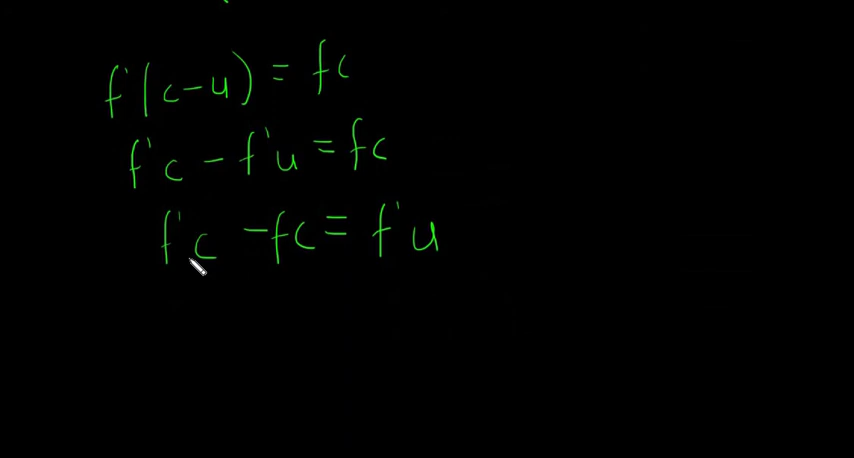 f'(c-u) = fc
f'c - f'u = fc
f'c - fc = f'u